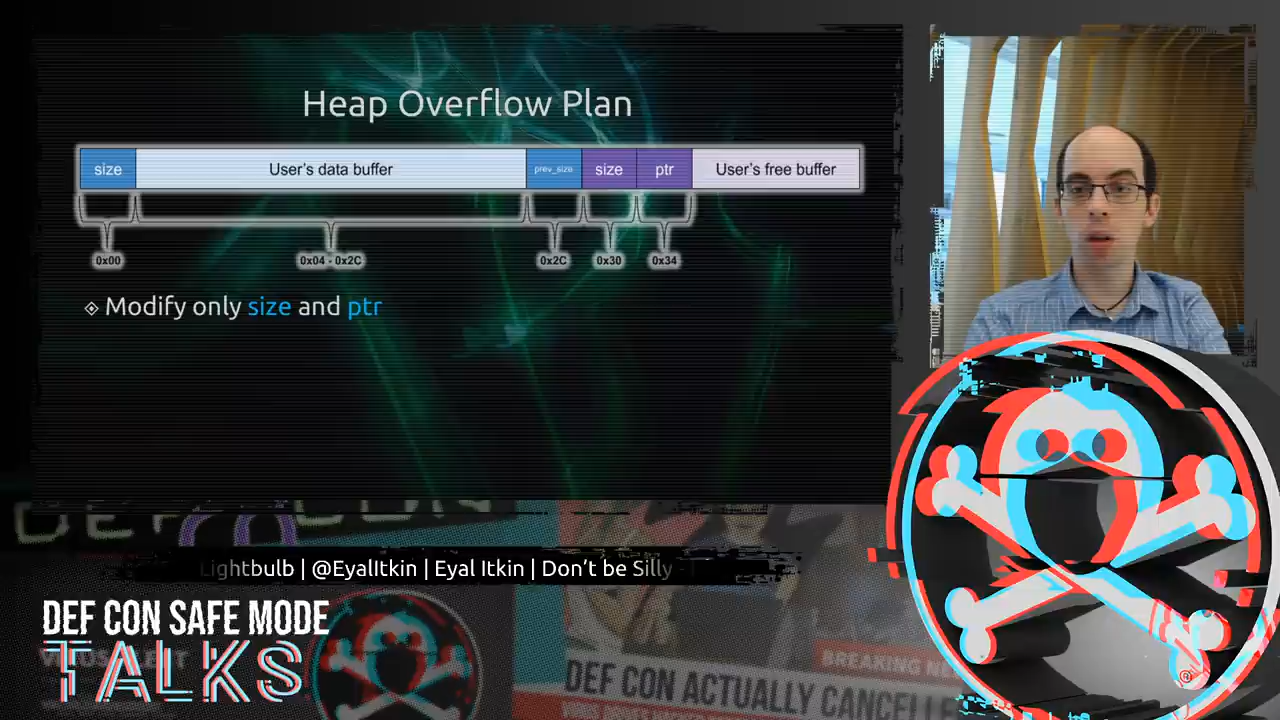 Heap Overflow Plan
size User's data buffer prev_size size ptr User's free buffer
0x00 0x04 - 0x2C 0x2C 0x30 0x34
Modify only size and ptr
Lightbulb | @EyalItkin | Eyal Itkin | Don't be Silly -
DEF CON SAFE MODE
TALKS
DEF CON
BREAKING NE
DEF CON ACTUALLY CANCELLE
®